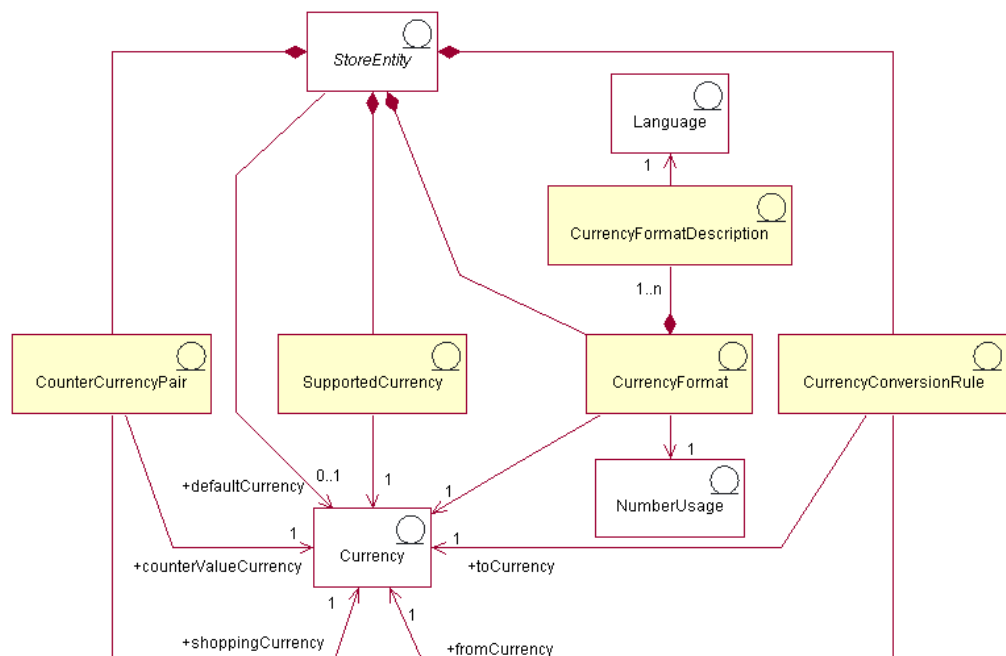 StoreEntity
Language
1
CurrencyFormatDescription
1..n
CounterCurrencyPair
SupportedCurrency
CurrencyFormat
CurrencyConversionRule
+defaultCurrency
0..1
1
1
1
NumberUsage
1
+counterValueCurrency
Currency
1
+toCurrency
1
+shoppingCurrency
1
+fromCurrency